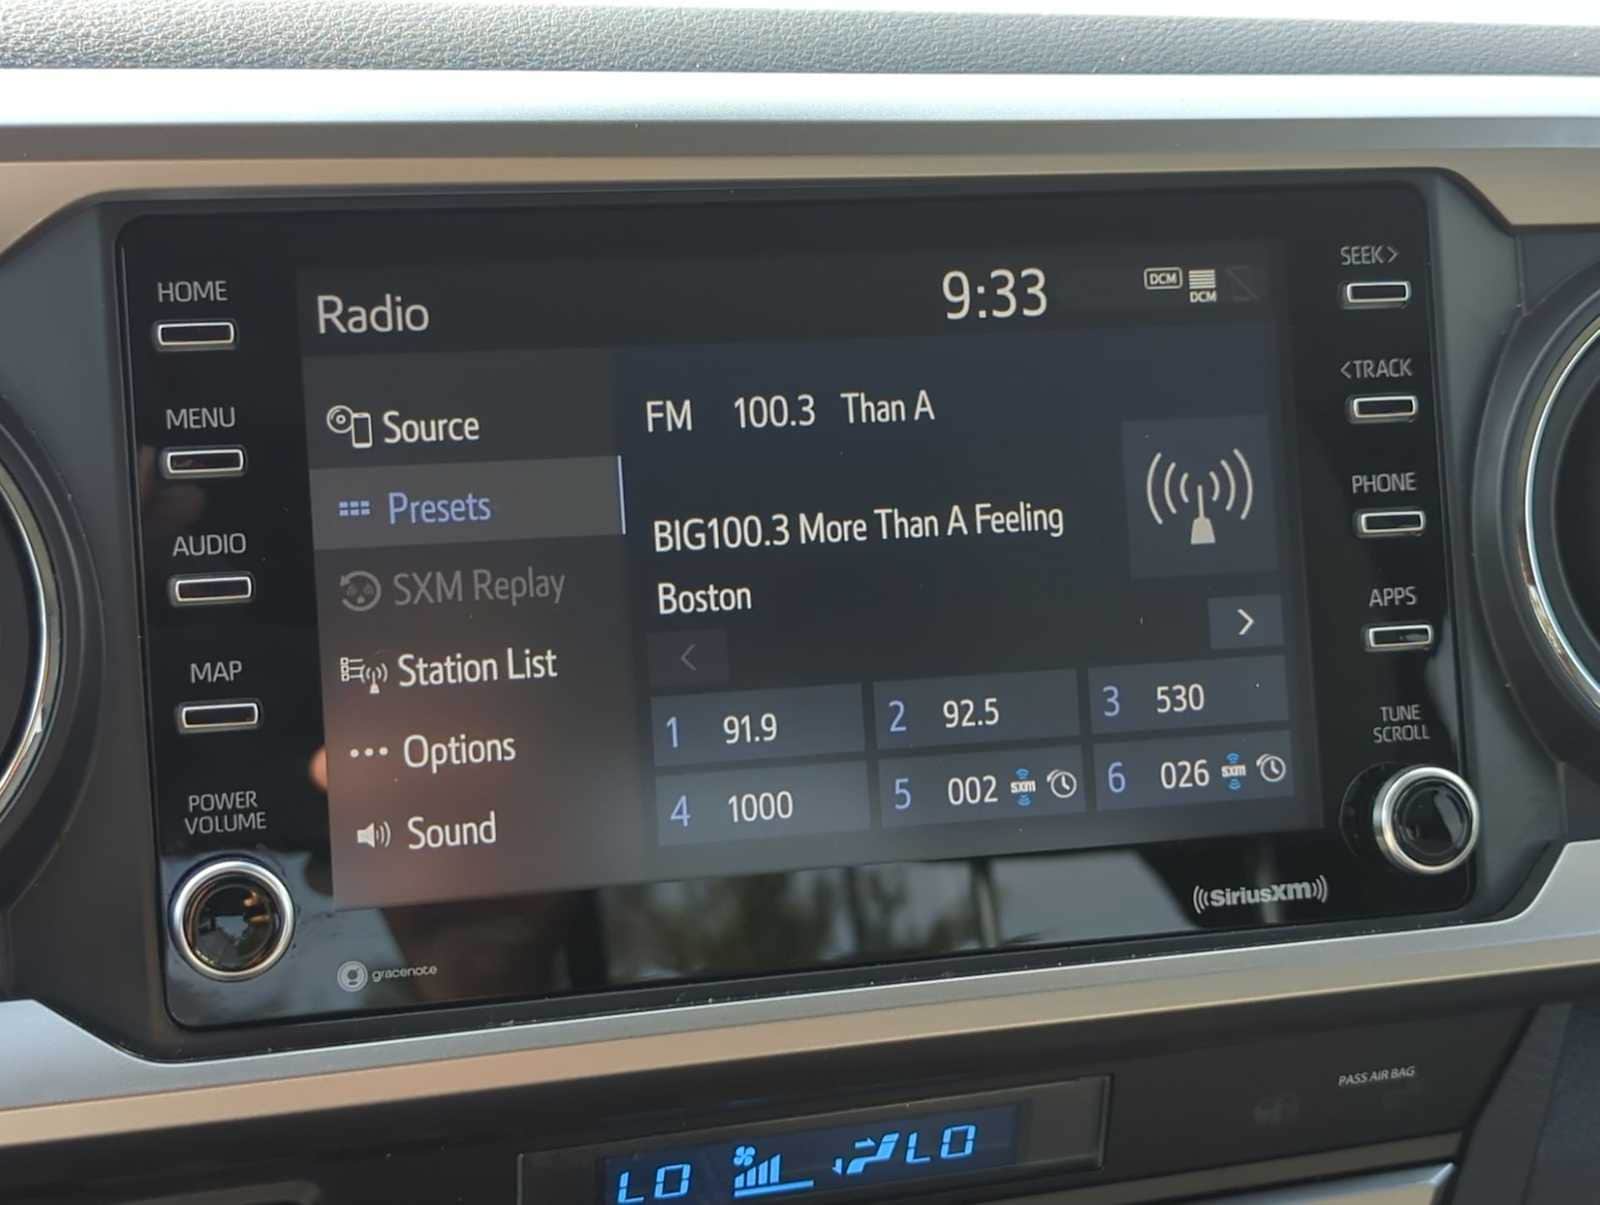 HOME
MENU
AUDIO
MAP
POWER
VOLUME
Radio
9:33
DCM
DCM
Source
Presets
SXM Replay
Station List
Options
Sound
FM 100.3 Than A
BIG100.3 More Than A Feeling
Boston
1 91.9
2 92.5
3 530
4 1000
5 002 sxm
6 026 sxm
SEEK>
<TRACK
PHONE
APPS
TUNE
SCROLL
gracenote
((SiriusXM))
PASS AIR BAG
LO LO